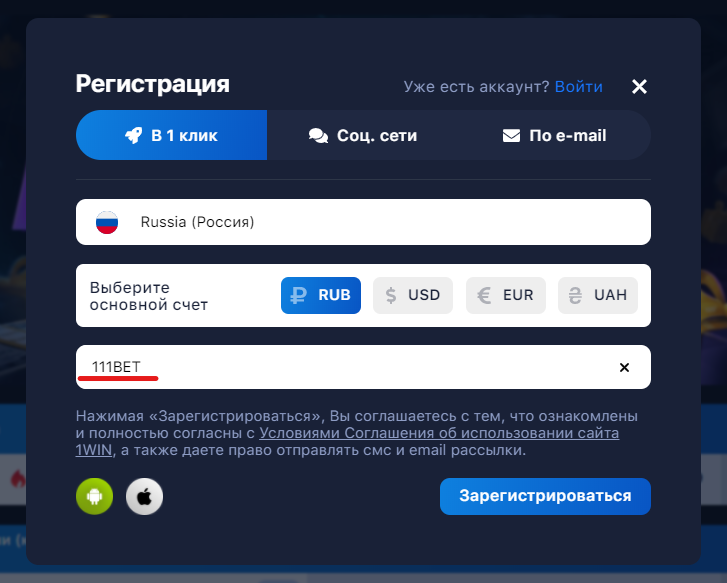 Регистрация
Уже есть аккаунт? Войти
В 1 клик
Соц. сети
По e-mail
Russia (Россия)
Выберите
основной счет
₽ RUB
$ USD
€ EUR
₴ UAH
111BET
Нажимая «Зарегистрироваться», Вы соглашаетесь с тем, что ознакомлены
и полностью согласны с Условиями Соглашения об использовании сайта
1WIN, а также даете право отправлять смс и email рассылки.
Зарегистрироваться